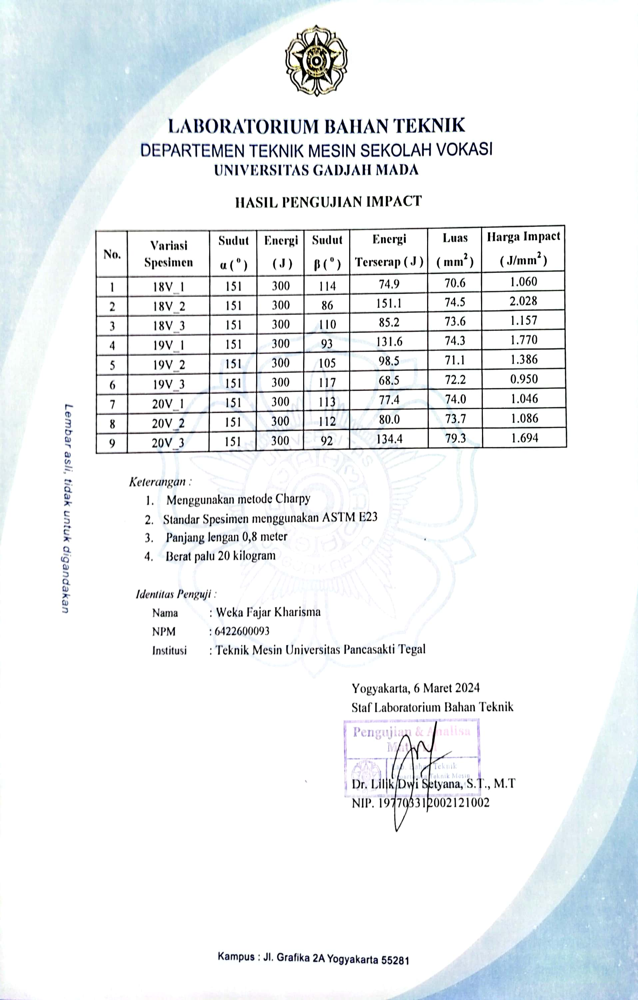 LABORATORIUM BAHAN TEKNIK
DEPARTEMEN TEKNIK MESIN SEKOLAH VOKASI
UNIVERSITAS GADJAH MADA
HASIL PENGUJIAN IMPACT
No. Variasi Spesimen Sudut α (°) Energi ( J ) Sudut β (°) Energi Terserap ( J ) Luas ( mm²) Harga Impact ( J/mm²)
1 18V_1 151 300 114 74.9 70.6 1.060
2 18V_2 151 300 86 151.1 74.5 2.028
3 18V_3 151 300 110 85.2 73.6 1.157
4 19V_1 151 300 93 131.6 74.3 1.770
5 19V_2 151 300 105 98.5 71.1 1.386
6 19V_3 151 300 117 68.5 72.2 0.950
7 20V_1 151 300 113 77.4 74.0 1.046
8 20V_2 151 300 112 80.0 73.7 1.086
9 20V_3 151 300 92 134.4 79.3 1.694
Lembar asli, tidak untuk digandakan
Keterangan :
1. Menggunakan metode Charpy
2. Standar Spesimen menggunakan ASTM E23
3. Panjang lengan 0,8 meter
4. Berat palu 20 kilogram
Identitas Penguji :
Nama : Weka Fajar Kharisma
NPM : 6422600093
Institusi : Teknik Mesin Universitas Pancasakti Tegal
Yogyakarta, 6 Maret 2024
Staf Laboratorium Bahan Teknik
Pengujian & Analisa
Material
Lab. Bahan Teknik
Departemen Teknik Mesin
Dr. Lilik Dwi Setyana, S.T., M.T
NIP. 197703312002121002
Kampus : Jl. Grafika 2A Yogyakarta 55281